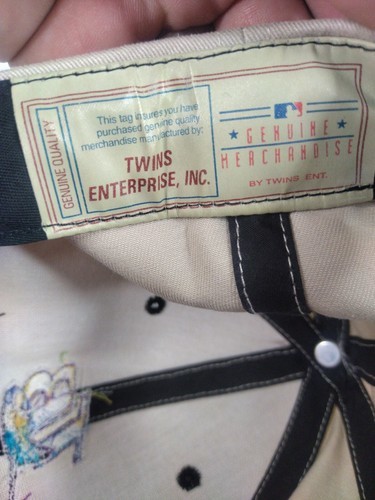 GENUINE QUALITY
This tag insures you have
purchased genuine quality
merchandise manufactured by:
TWINS
ENTERPRISE, INC.
GENUINE
MERCHANDISE
BY TWINS ENT.